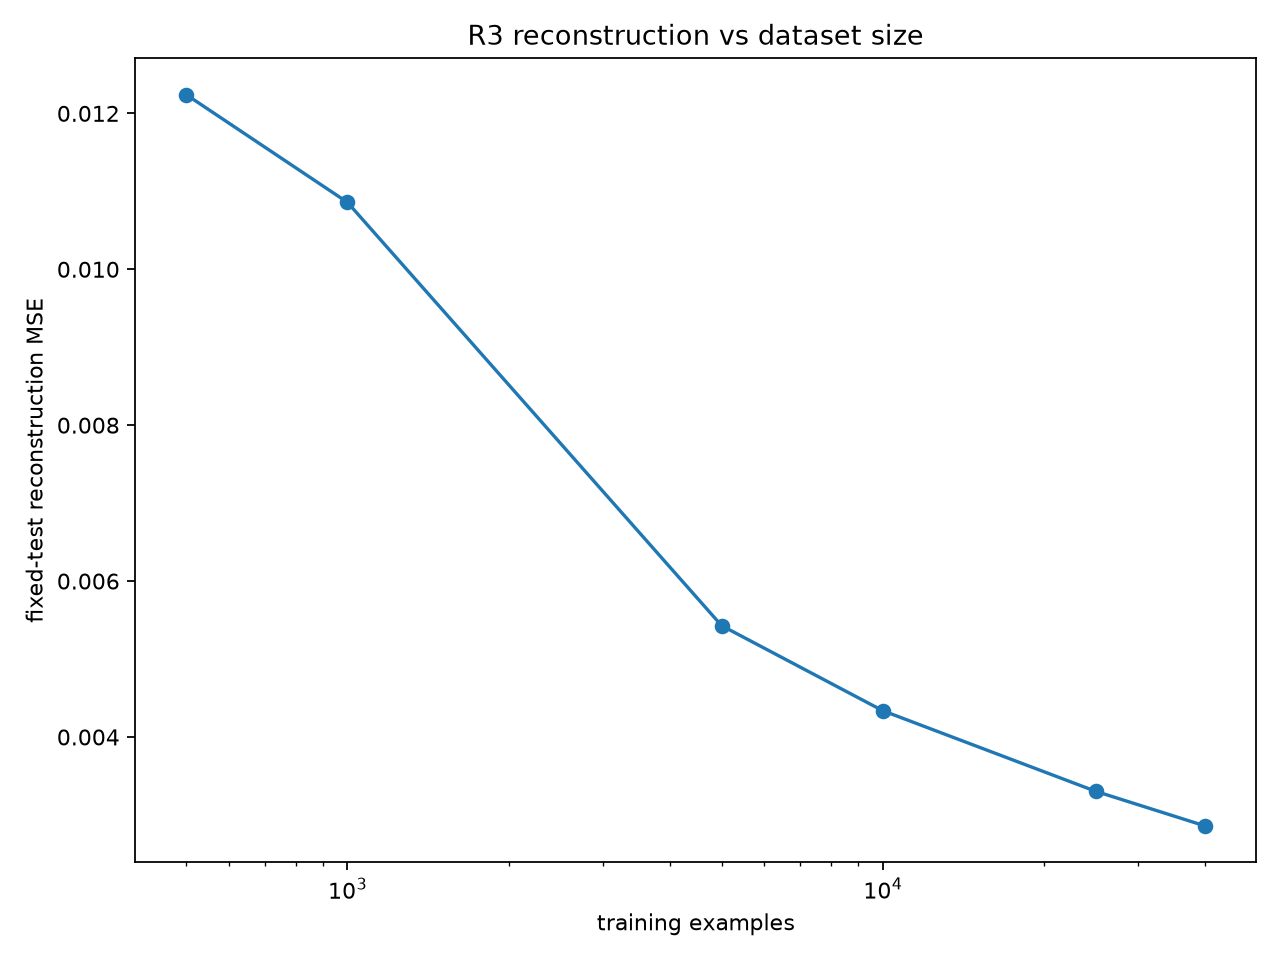 R3 reconstruction vs dataset size
0.012
0.010
0.008
0.006
0.004
fixed-test reconstruction MSE
10³
10⁴
training examples